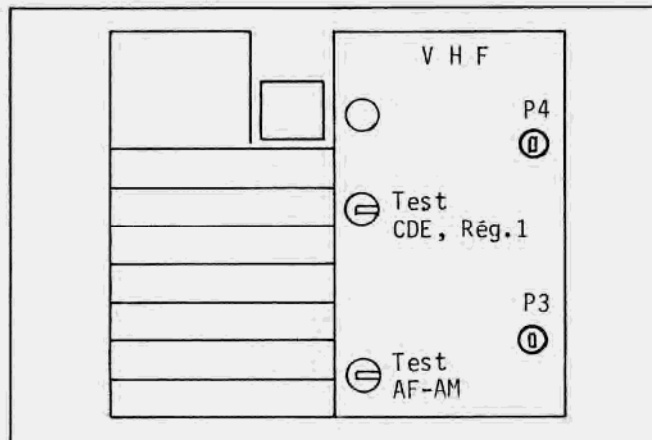 V H F
P4
Test
CDE, Rég.1
P3
Test
AF-AM